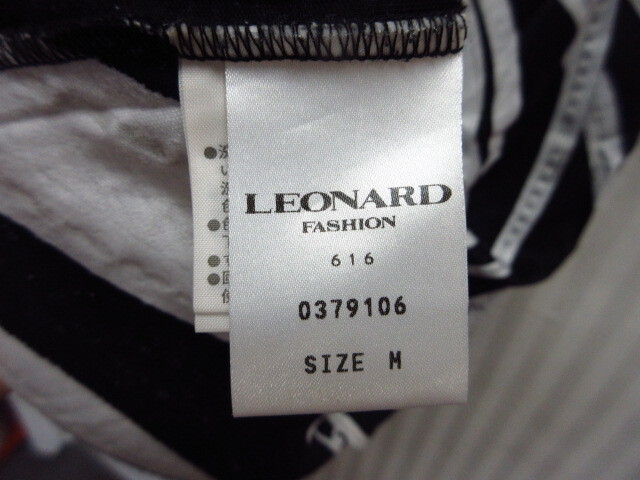 LEONARD
FASHION
616
0379106
SIZE M